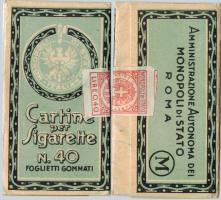 Cartine
per
Sigarette
N. 40
FOGLIETTI GOMMATI
LIRE 0,40
AMMINISTRAZIONE AUTONOMA DEI
MONOPOLI DI STATO
ROMA
M